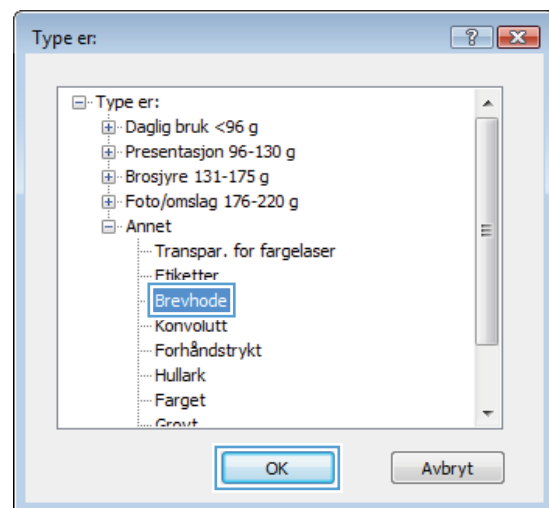 Type er:
Type er:
Daglig bruk <96 g
Presentasjon 96-130 g
Brosjyre 131-175 g
Foto/omslag 176-220 g
Annet
Transpar. for fargelaser
Etiketter
Brevhode
Konvolutt
Forhåndstrykt
Hullark
Farget
Grovt
OK Avbryt